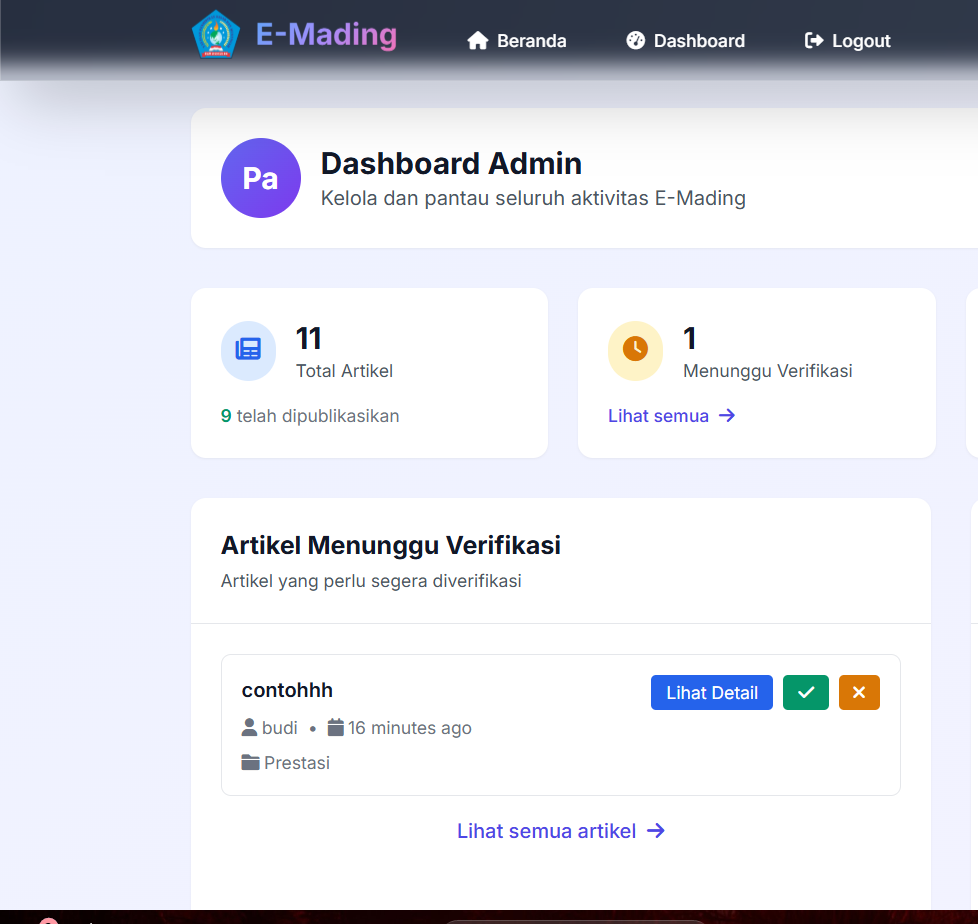 E-Mading
Beranda
Dashboard
Logout
Pa
Dashboard Admin
Kelola dan pantau seluruh aktivitas E-Mading
11
Total Artikel
9 telah dipublikasikan
1
Menunggu Verifikasi
Lihat semua →
Artikel Menunggu Verifikasi
Artikel yang perlu segera diverifikasi
contohhh
Lihat Detail
budi • 16 minutes ago
Prestasi
Lihat semua artikel →